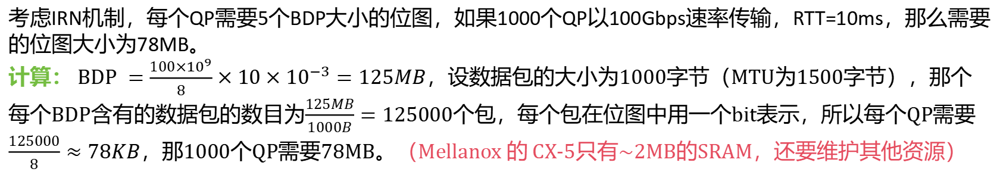 考虑IRN机制，每个QP需要5个BDP大小的位图，如果1000个QP以100Gbps速率传输，RTT=10ms，那么需要
的位图大小为78MB。
计算： BDP = \frac{100×10^9}{8} × 10 × 10^{-3} = 125MB，设数据包的大小为1000字节（MTU为1500字节），那个
每个BDP含有的数据包的数目为\frac{125MB}{1000B} = 125000个包，每个包在位图中用一个bit表示，所以每个QP需要
\frac{125000}{8} ≈ 78KB，那1000个QP需要78MB。（Mellanox 的 CX-5只有~2MB的SRAM，还要维护其他资源）